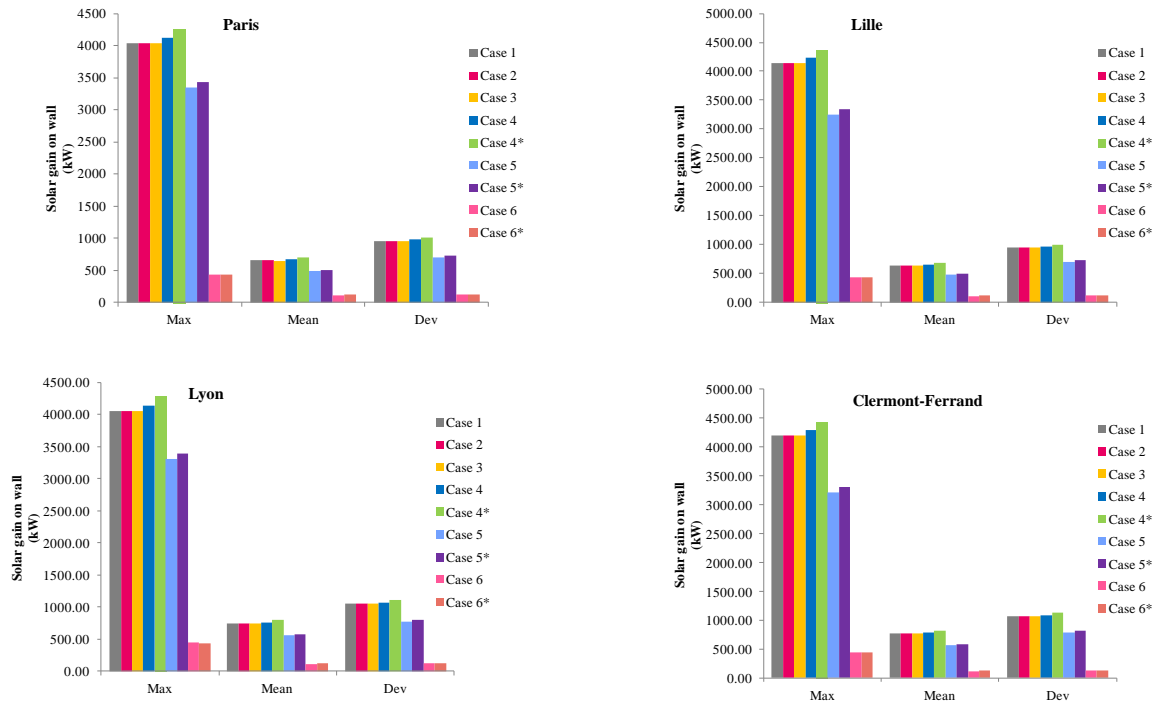 Paris
4500
4000
3500
3000
2500
2000
1500
1000
500
0
Solar gain on wall
(kW)
Max
Mean
Dev
Case 1
Case 2
Case 3
Case 4
Case 4*
Case 5
Case 5*
Case 6
Case 6*
Lille
5000.00
4500.00
4000.00
3500.00
3000.00
2500.00
2000.00
1500.00
1000.00
500.00
0.00
Solar gain on wall
(kW)
Max
Mean
Dev
Case 1
Case 2
Case 3
Case 4
Case 4*
Case 5
Case 5*
Case 6
Case 6*
Lyon
4500.00
4000.00
3500.00
3000.00
2500.00
2000.00
1500.00
1000.00
500.00
0.00
Solar gain on wall
(kW)
Max
Mean
Dev
Case 1
Case 2
Case 3
Case 4
Case 4*
Case 5
Case 5*
Case 6
Case 6*
Clermont-Ferrand
5000.00
4500.00
4000.00
3500.00
3000.00
2500.00
2000.00
1500.00
1000.00
500.00
0.00
Solar gain on wall
(kW)
Max
Mean
Dev
Case 1
Case 2
Case 3
Case 4
Case 4*
Case 5
Case 5*
Case 6
Case 6*